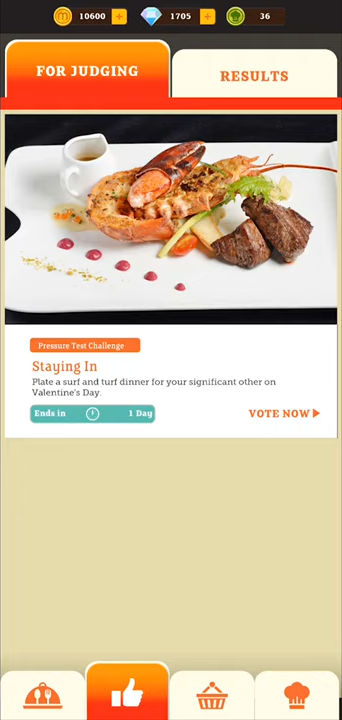 10600 + 1705 + 36
FOR JUDGING
RESULTS
Pressure Test Challenge
Staying In
Plate a surf and turf dinner for your significant other on
Valentine's Day.
Ends in 1 Day
VOTE NOW